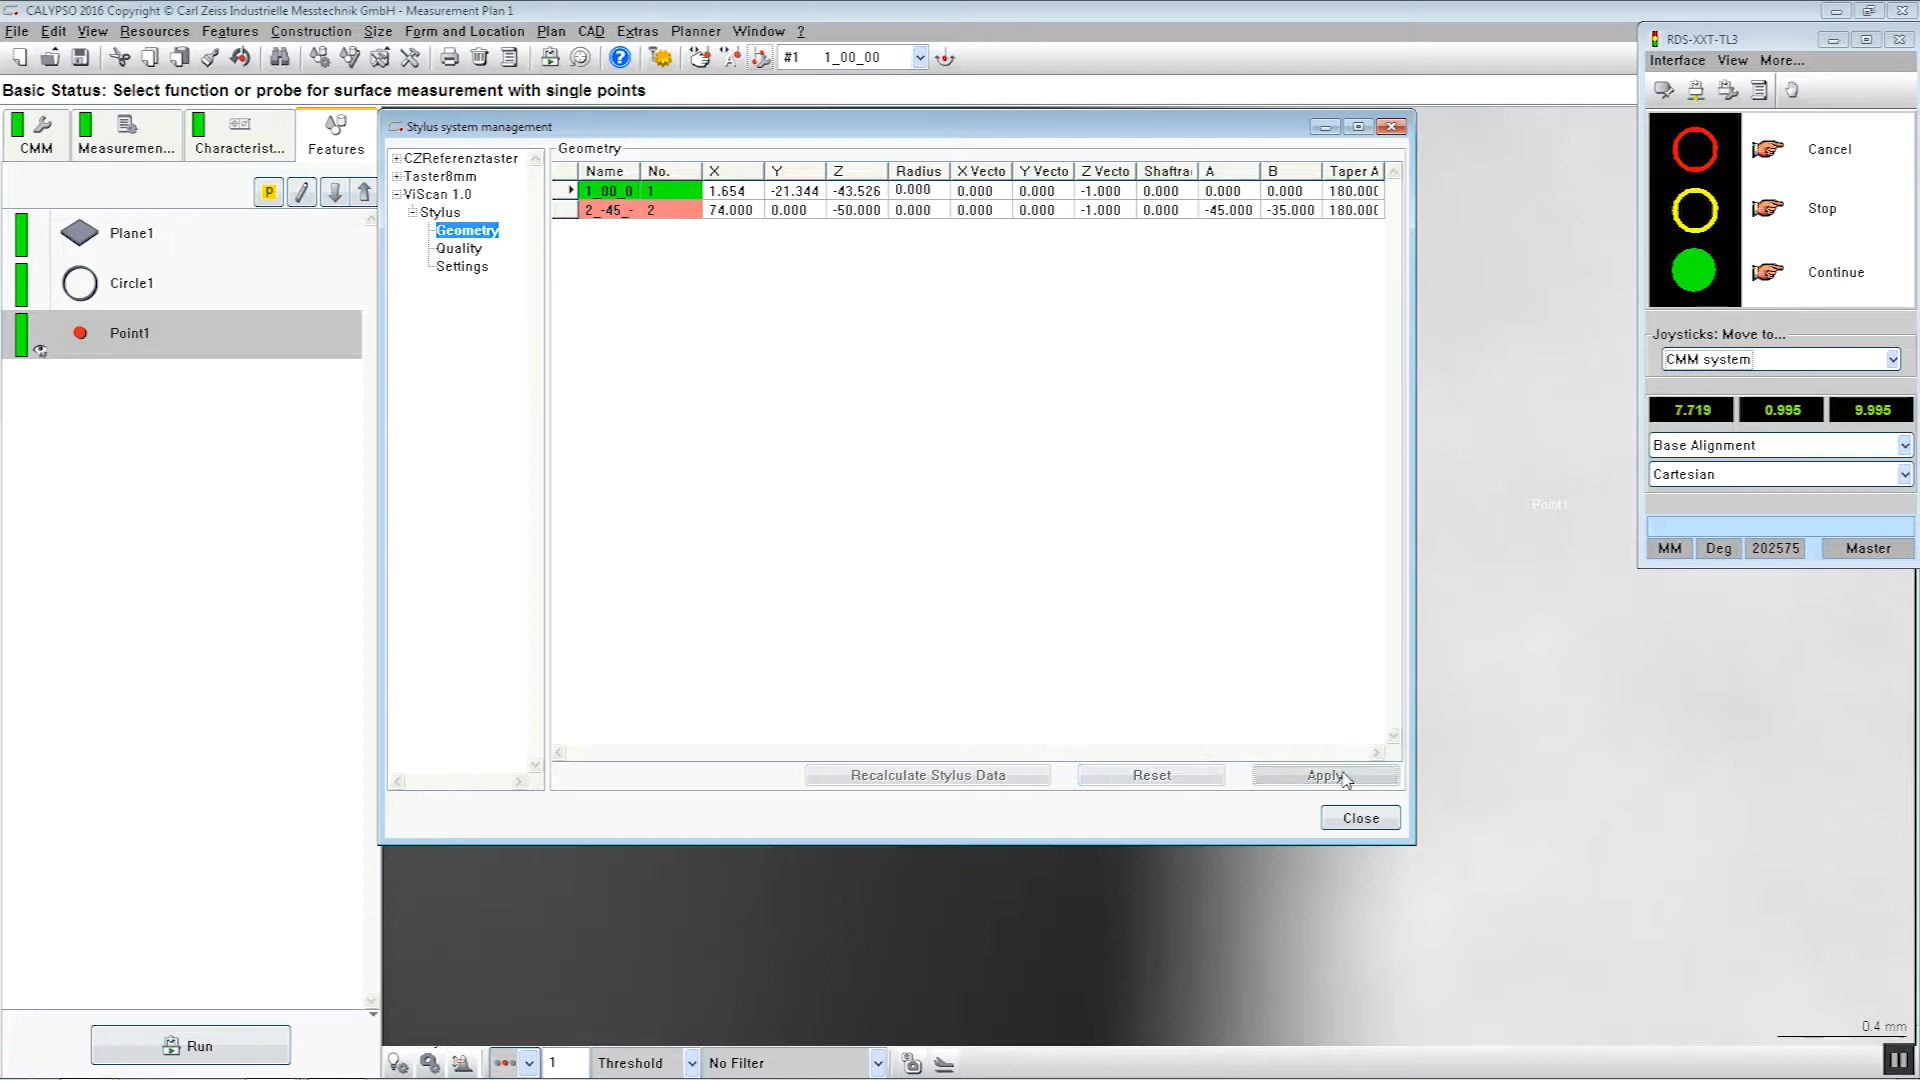 CALYPSO 2016 Copyright © Carl Zeiss Industrielle Messtechnik GmbH - Measurement Plan 1
File Edit View Resources Features Construction Size Form and Location Plan CAD Extras Planner Window ?
#1 1_00_00
Basic Status: Select function or probe for surface measurement with single points
CMM Measuremen... Characterist... Features
Plane1
Circle1
Point1
Run
Stylus system management
CZReferenztaster
Taster8mm
ViScan 1.0
Stylus
Geometry
Quality
Settings
Geometry
Name No. X Y Z Radius X Vecto Y Vecto Z Vecto Shaftra A B Taper A
1_00_0 1 1.654 -21.344 -43.526 0.000 0.000 0.000 -1.000 0.000 0.000 0.000 180.000
2_-45_- 2 74.000 0.000 -50.000 0.000 0.000 0.000 -1.000 0.000 -45.000 -35.000 180.000
Recalculate Stylus Data Reset Apply
Close
Point1
0.4 mm
1 Threshold No Filter
RDS-XXT-TL3
Interface View More...
Cancel
Stop
Continue
Joysticks: Move to...
CMM system
7.719 0.995 9.995
Base Alignment
Cartesian
MM Deg 202575 Master